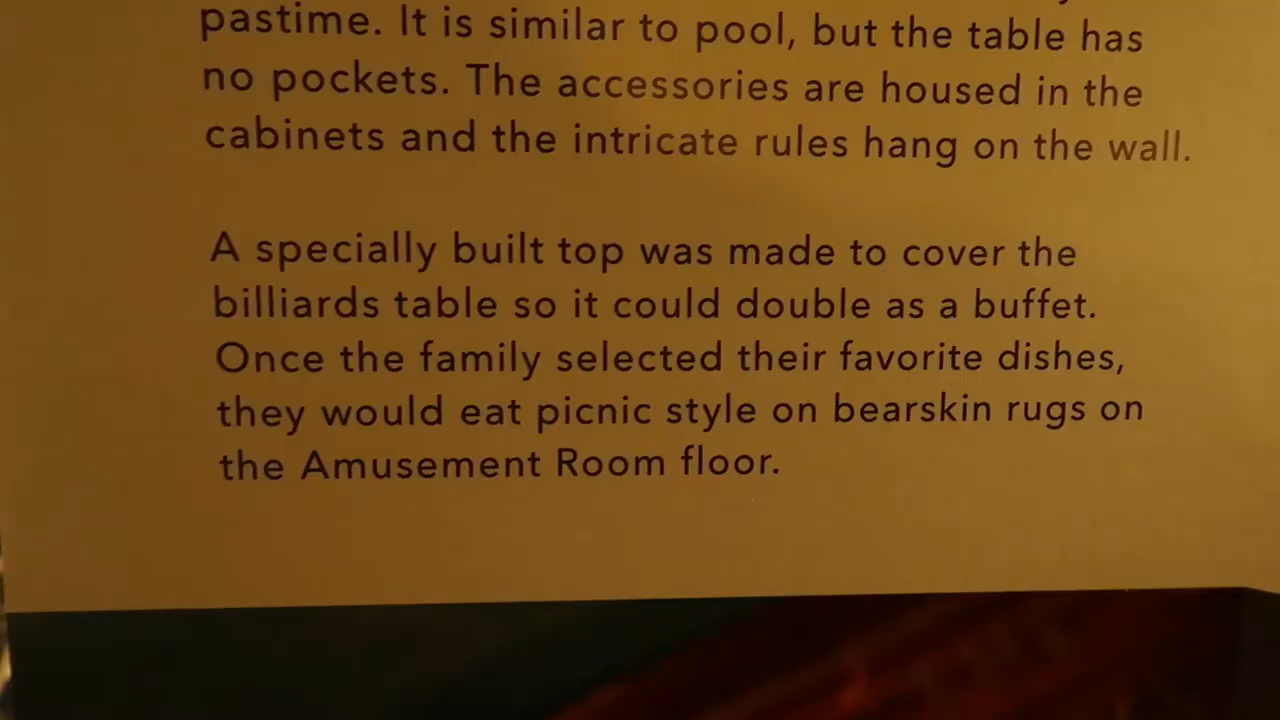 pastime. It is similar to pool, but the table has
no pockets. The accessories are housed in the
cabinets and the intricate rules hang on the wall.
A specially built top was made to cover the
billiards table so it could double as a buffet.
Once the family selected their favorite dishes,
they would eat picnic style on bearskin rugs on
the Amusement Room floor.